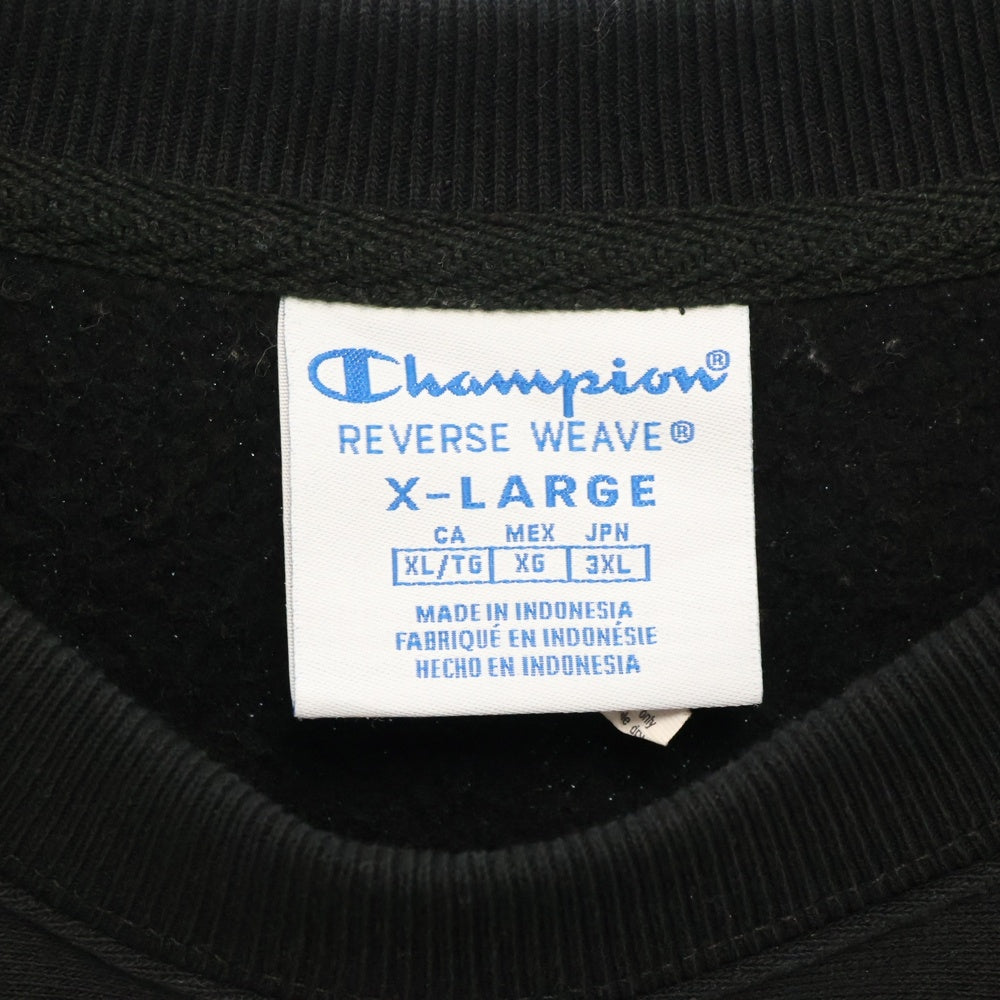 Champion®
REVERSE WEAVE®
X-LARGE
CA MEX JPN
XL/TG XG 3XL
MADE IN INDONESIA
FABRIQUÉ EN INDONÉSIE
HECHO EN INDONESIA
only